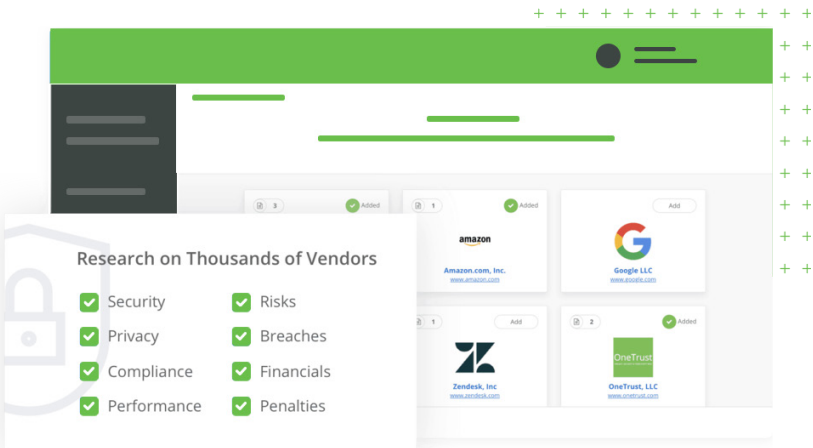 3 Added
1 Added
Add
amazon
Amazon.com, Inc.
www.amazon.com
Google LLC
www.google.com
Research on Thousands of Vendors
Security Risks
Privacy Breaches
Compliance Financials
Performance Penalties
1 Add
2 Added
OneTrust
Zendesk, Inc
www.zendesk.com
OneTrust, LLC
www.onetrust.com